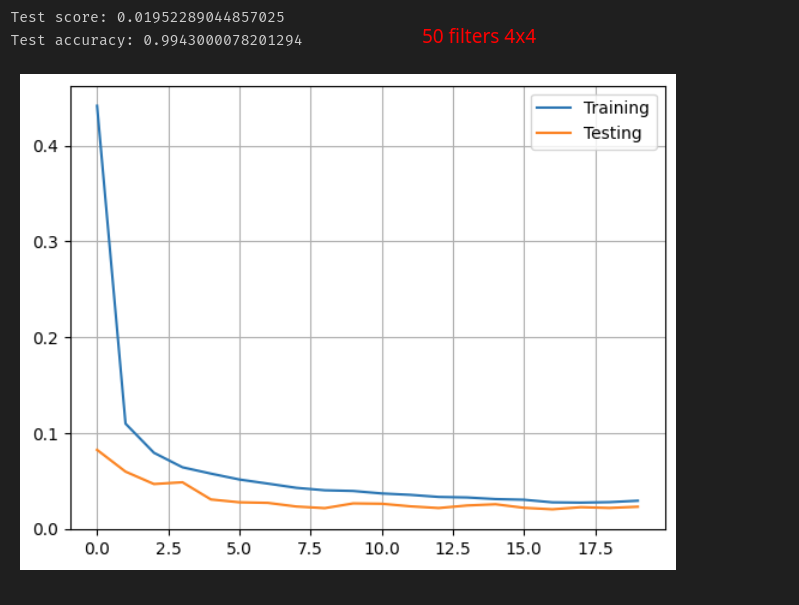 Test score: 0.01952289044857025
Test accuracy: 0.9943000078201294
50 filters 4x4
Training
Testing
0.4
0.3
0.2
0.1
0.0
0.0 2.5 5.0 7.5 10.0 12.5 15.0 17.5